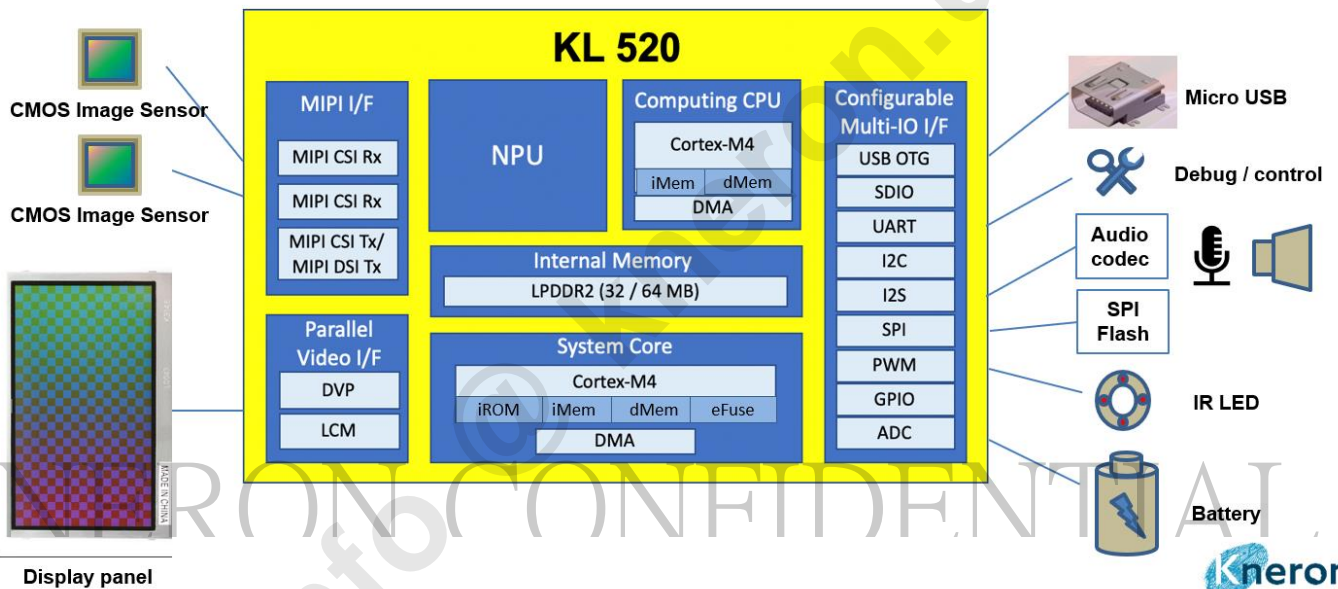 KL 520
CMOS Image Sensor
CMOS Image Sensor
MADE IN CHINA
Display panel
MIPI I/F
MIPI CSI Rx
MIPI CSI Rx
MIPI CSI Tx/
MIPI DSI Tx
Parallel
Video I/F
DVP
LCM
NPU
Computing CPU
Cortex-M4
iMem dMem
DMA
Internal Memory
LPDDR2 (32 / 64 MB)
System Core
Cortex-M4
iROM iMem dMem eFuse
DMA
Configurable
Multi-IO I/F
USB OTG
SDIO
UART
I2C
I2S
SPI
PWM
GPIO
ADC
Micro USB
Debug / control
Audio
codec
SPI
Flash
IR LED
Battery
CONFIDENTIAL
@ kneron.
Kneron